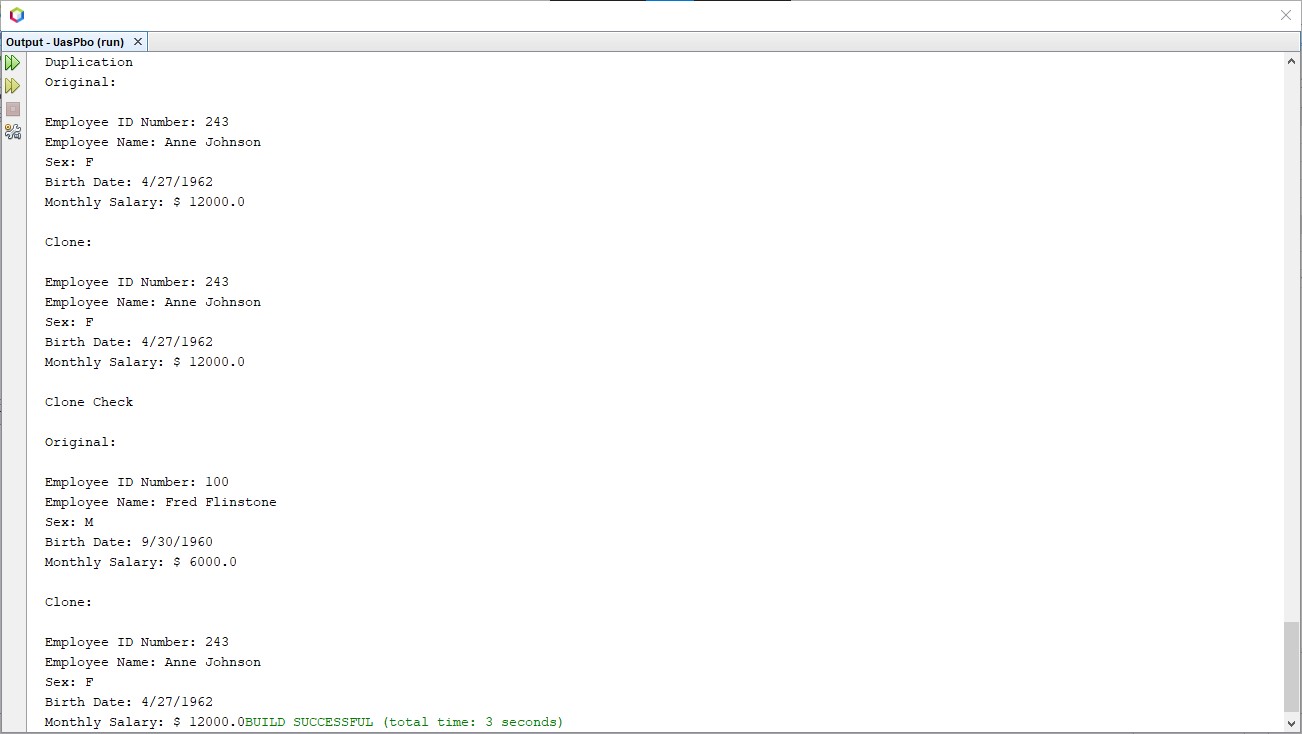 Output - UasPbo (run)
Duplication
Original:
Employee ID Number: 243
Employee Name: Anne Johnson
Sex: F
Birth Date: 4/27/1962
Monthly Salary: $ 12000.0
Clone:
Employee ID Number: 243
Employee Name: Anne Johnson
Sex: F
Birth Date: 4/27/1962
Monthly Salary: $ 12000.0
Clone Check
Original:
Employee ID Number: 100
Employee Name: Fred Flinstone
Sex: M
Birth Date: 9/30/1960
Monthly Salary: $ 6000.0
Clone:
Employee ID Number: 243
Employee Name: Anne Johnson
Sex: F
Birth Date: 4/27/1962
Monthly Salary: $ 12000.0BUILD SUCCESSFUL (total time: 3 seconds)